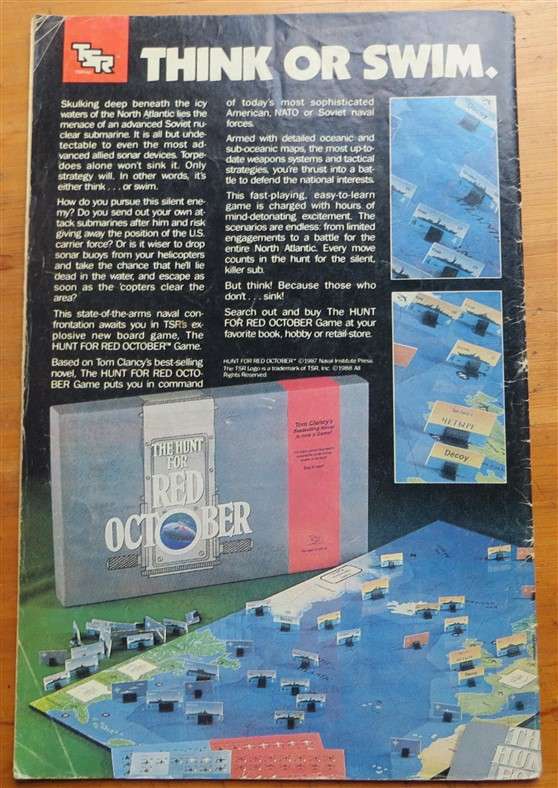 TSR
THINK OR SWIM.
Skulking deep beneath the icy
waters of the North Atlantic lies the
menace of an advanced Soviet nu-
clear submarine. It is all but unde-
tectable to even the most ad-
vanced allied sonar devices. Torpe-
does alone won't sink it. Only
strategy will. In other words, it's
either think . . . or swim.
How do you pursue this silent ene-
my? Do you send out your own at-
tack submarines after him and risk
giving away the position of the U.S.
carrier force? Or is it wiser to drop
sonar buoys from your helicopters
and take the chance that he'll lie
dead in the water, and escape as
soon as the 'copters clear the
area?
This state-of-the-arms naval con-
frontation awaits you in TSR's ex-
plosive new board game, The
HUNT FOR RED OCTOBER™ Game.
Based on Tom Clancy's best-selling
novel, The HUNT FOR RED OCTO-
BER Game puts you in command
of today's most sophisticated
American, NATO or Soviet naval
forces.
Armed with detailed oceanic and
sub-oceanic maps, the most up-to-
date weapons systems and tactical
strategies, you're thrust into a bat-
tle to defend the national interests.
This fast-playing, easy-to-learn
game is charged with hours of
mind-detonating excitement. The
scenarios are endless: from limited
engagements to a battle for the
entire North Atlantic. Every move
counts in the hunt for the silent,
killer sub.
But think! Because those who
don't . . . sink!
Search out and buy The HUNT
FOR RED OCTOBER Game at your
favorite book, hobby or retail store.
HUNT FOR RED OCTOBER™ ©1987 Naval Institute Press.
The TSR Logo is a trademark of TSR, Inc. ©1988 All
Rights Reserved.
Decoy
Decoy
THE HUNT
FOR
RED
OCTOBER
Tom Clancy's
Bestselling Novel
is now a Game!